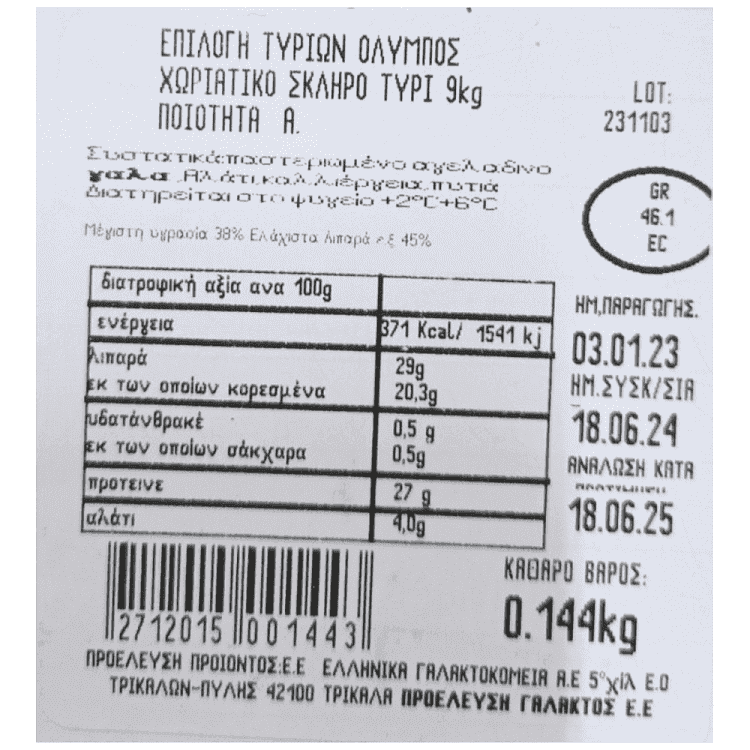 ΕΠΙΛΟΓΗ ΤΥΡΙΩΝ ΟΛΥΜΠΟΣ
ΧΩΡΙΑΤΙΚΟ ΣΚΛΗΡΟ ΤΥΡΙ 9kg
ΠΟΙΟΤΗΤΑ Α.
LOT:
231103
Συστατικά:παστεριωμένο αγελαδινο
γαλα .Αλάτι,καλλιέργεια,πυτιά
Διατηρείται στο ψυγείο +2°C+6°C
GR
46.1
EC
Μέγιστη υγρασία 38% Ελάχιστα λιπαρά εξ 45%
διατροφική αξία ανα 100g
ενέργεια 371 Kcal/ 1541 kj
λιπαρά 29g
εκ των οποίων κορεσμένα 20,3g
υδατάνθρακέ 0,5 g
εκ των οποίων σάκχαρα 0,5g
προτεινε 27 g
αλάτι 4,0g
ΗΜ,ΠΑΡΑΓΩΓΗΣ.
03.01.23
ΗΜ.ΣΥΣΚ/ΣΙΑ
18.06.24
ΑΝΑΛΩΣΗ ΚΑΤΑ
18.06.25
2712015 001443
ΚΑΘΑΡΟ ΒΑΡΟΣ:
0.144kg
ΠΡΟΕΛΕΥΣΗ ΠΡΟΙΟΝΤΟΣ:Ε.Ε ΕΛΛΗΝΙΚΑ ΓΑΛΑΚΤΟΚΟΜΕΙΑ Α.Ε 5°χίλ Ε.Ο
ΤΡΙΚΑΛΩΝ-ΠΥΛΗΣ 42100 ΤΡΙΚΑΛΑ ΠΡΟΕΛΕΥΣΗ ΓΑΛΑΚΤΟΣ Ε.Ε